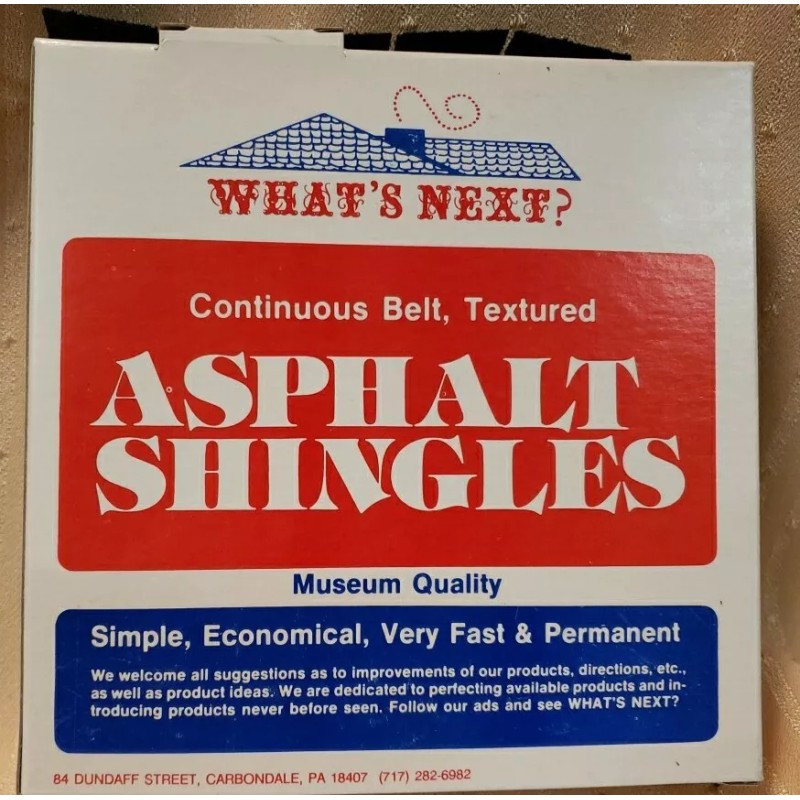 WHAT'S NEXT?
Continuous Belt, Textured
ASPHALT
SHINGLES
Museum Quality
Simple, Economical, Very Fast & Permanent
We welcome all suggestions as to improvements of our products, directions, etc.,
as well as product ideas. We are dedicated to perfecting available products and in-
troducing products never before seen. Follow our ads and see WHAT'S NEXT?
84 DUNDAFF STREET, CARBONDALE, PA 18407 (717) 282-6982